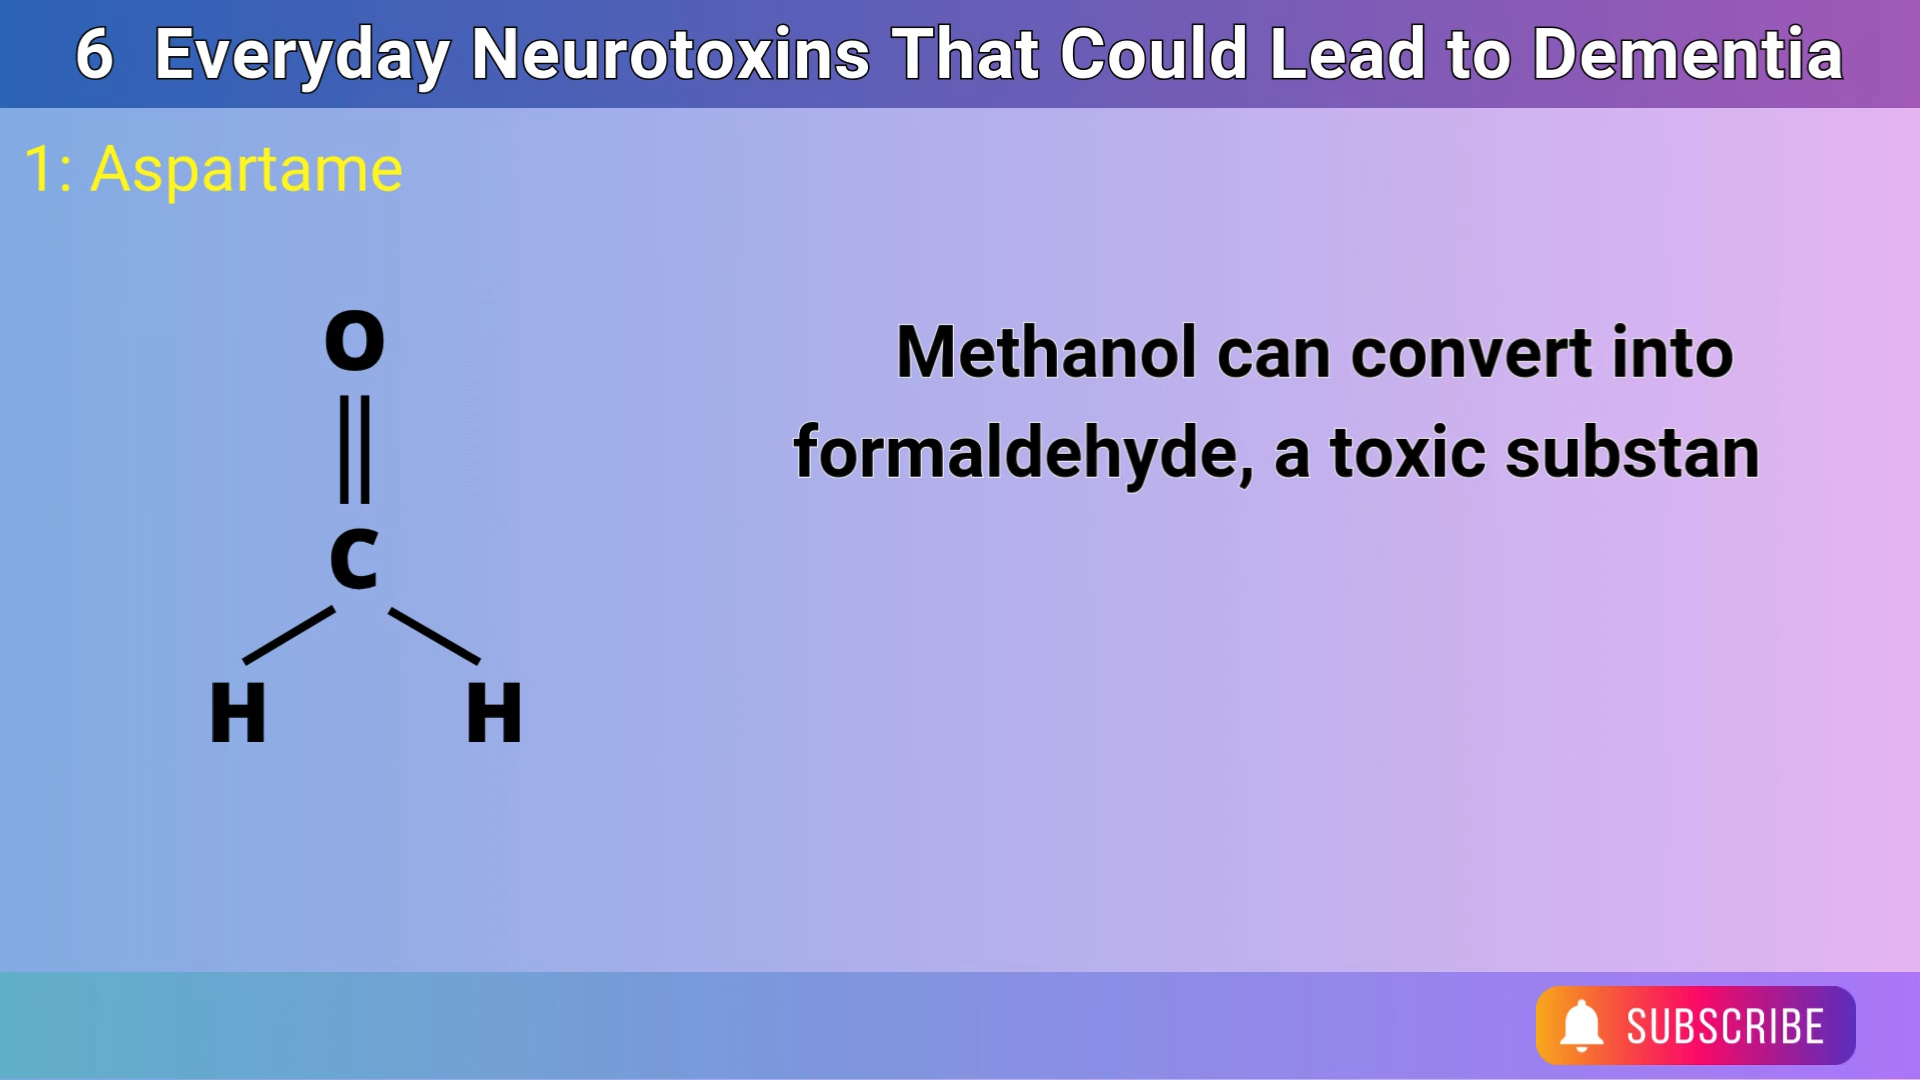 6 Everyday Neurotoxins That Could Lead to Dementia
1: Aspartame
O
C
H H
Methanol can convert into
formaldehyde, a toxic substan
SUBSCRIBE